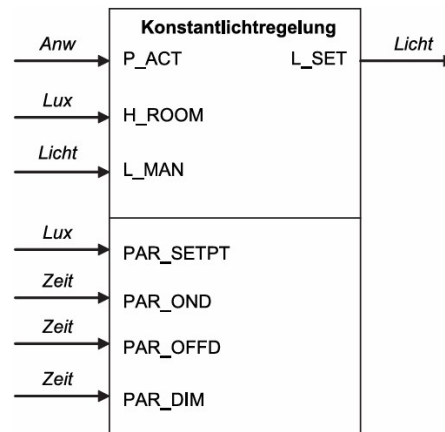 Konstantlichtregelung
Anw P_ACT L_SET Licht
Lux H_ROOM
Licht L_MAN
Lux PAR_SETPT
Zeit PAR_OND
Zeit PAR_OFFD
Zeit PAR_DIM